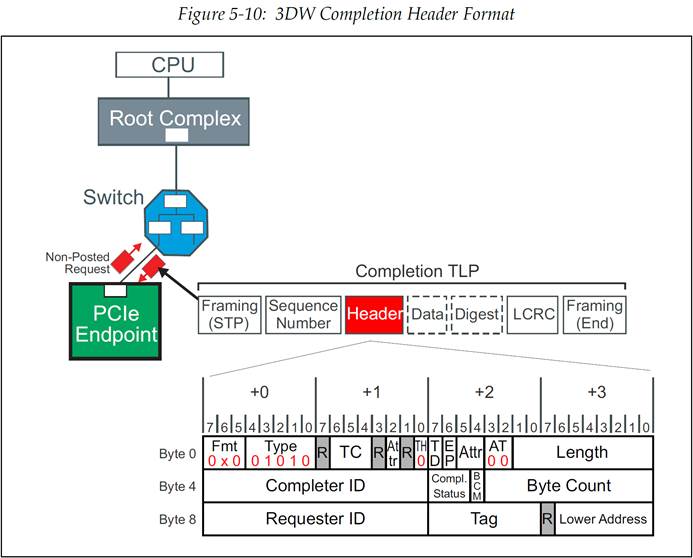 Figure 5-10: 3DW Completion Header Format
CPU
Root Complex
Switch
Non-Posted
Request
PCIe
Endpoint
Completion TLP
Framing
(STP)
Sequence
Number
Header
Data
Digest
LCRC
Framing
(End)
+0 +1 +2 +3
7 6 5 4 3 2 1 0 7 6 5 4 3 2 1 0 7 6 5 4 3 2 1 0 7 6 5 4 3 2 1 0
Byte 0
Fmt
0 x 0
Type
0 1 0 1 0
R
TC
R
At
tr
R
TH
0
T
D
E
P
Attr
AT
0 0
Length
Byte 4
Completer ID
Compl.
Status
B
C
M
Byte Count
Byte 8
Requester ID
Tag
R
Lower Address